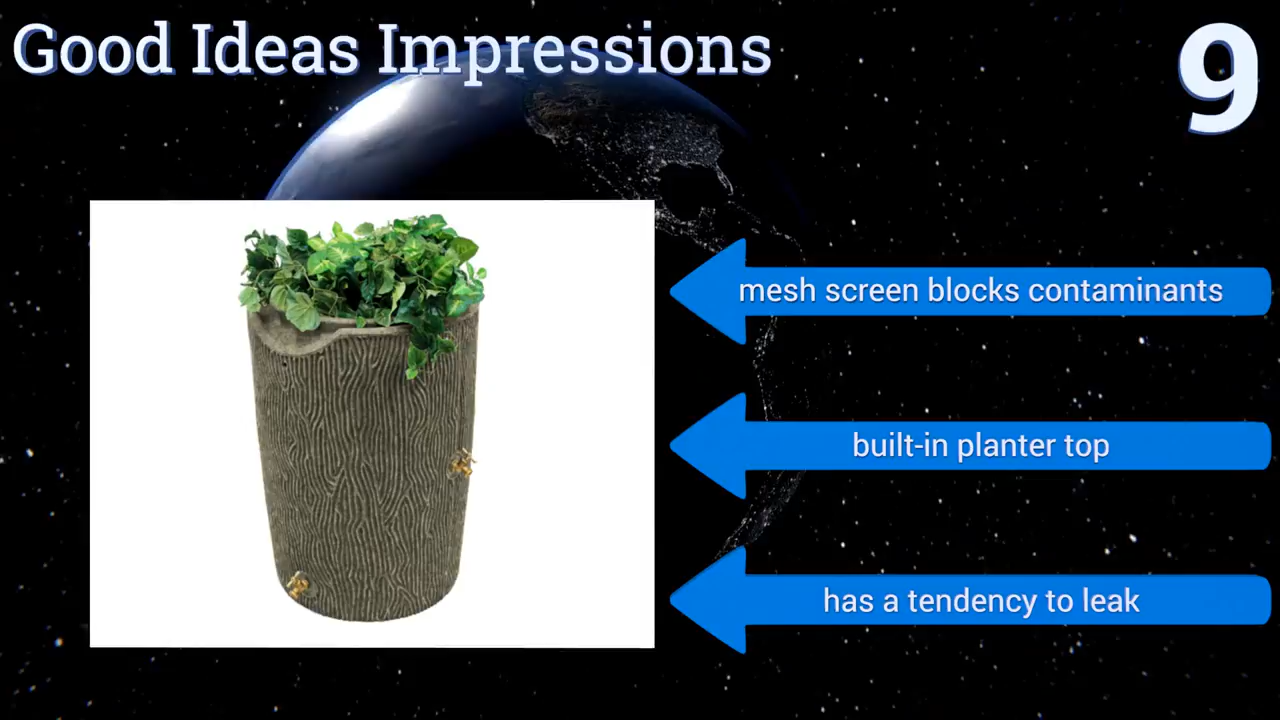 Good Ideas Impressions
9
mesh screen blocks contaminants
built-in planter top
has a tendency to leak